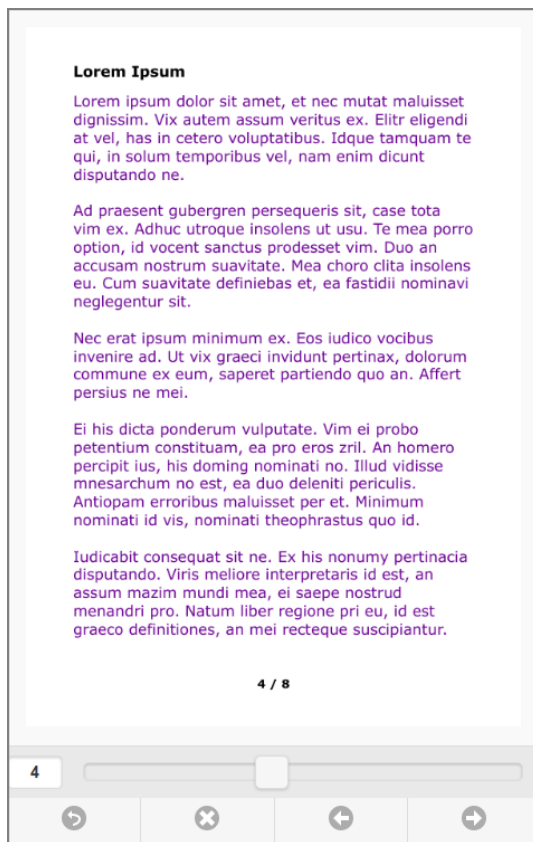 Lorem Ipsum
Lorem ipsum dolor sit amet, et nec mutat maluisset
dignissim. Vix autem assum veritus ex. Elitr eligendi
at vel, has in cetero voluptatibus. Idque tamquam te
qui, in solum temporibus vel, nam enim dicunt
disputando ne.
Ad praesent gubergren persequeris sit, case tota
vim ex. Adhuc utroque insolens ut usu. Te mea porro
option, id vocent sanctus prodesset vim. Duo an
accusam nostrum suavitate. Mea choro clita insolens
eu. Cum suavitate definiebas et, ea fastidii nominavi
neglegentur sit.
Nec erat ipsum minimum ex. Eos iudico vocibus
invenire ad. Ut vix graeci invidunt pertinax, dolorum
commune ex eum, saperet partiendo quo an. Affert
persius ne mei.
Ei his dicta ponderum vulputate. Vim ei probo
petentium constituam, ea pro eros zril. An homero
percipit ius, his doming nominati no. Illud vidisse
mnesarchum no est, ea duo deleniti periculis.
Antiopam erroribus maluisset per et. Minimum
nominati id vis, nominati theophrastus quo id.
Iudicabit consequat sit ne. Ex his nonumy pertinacia
disputando. Viris meliore interpretaris id est, an
assum mazim mundi mea, ei saepe nostrud
menandri pro. Natum liber regione pri eu, id est
graeco definitiones, an mei recteque suscipiantur.
4 / 8
4